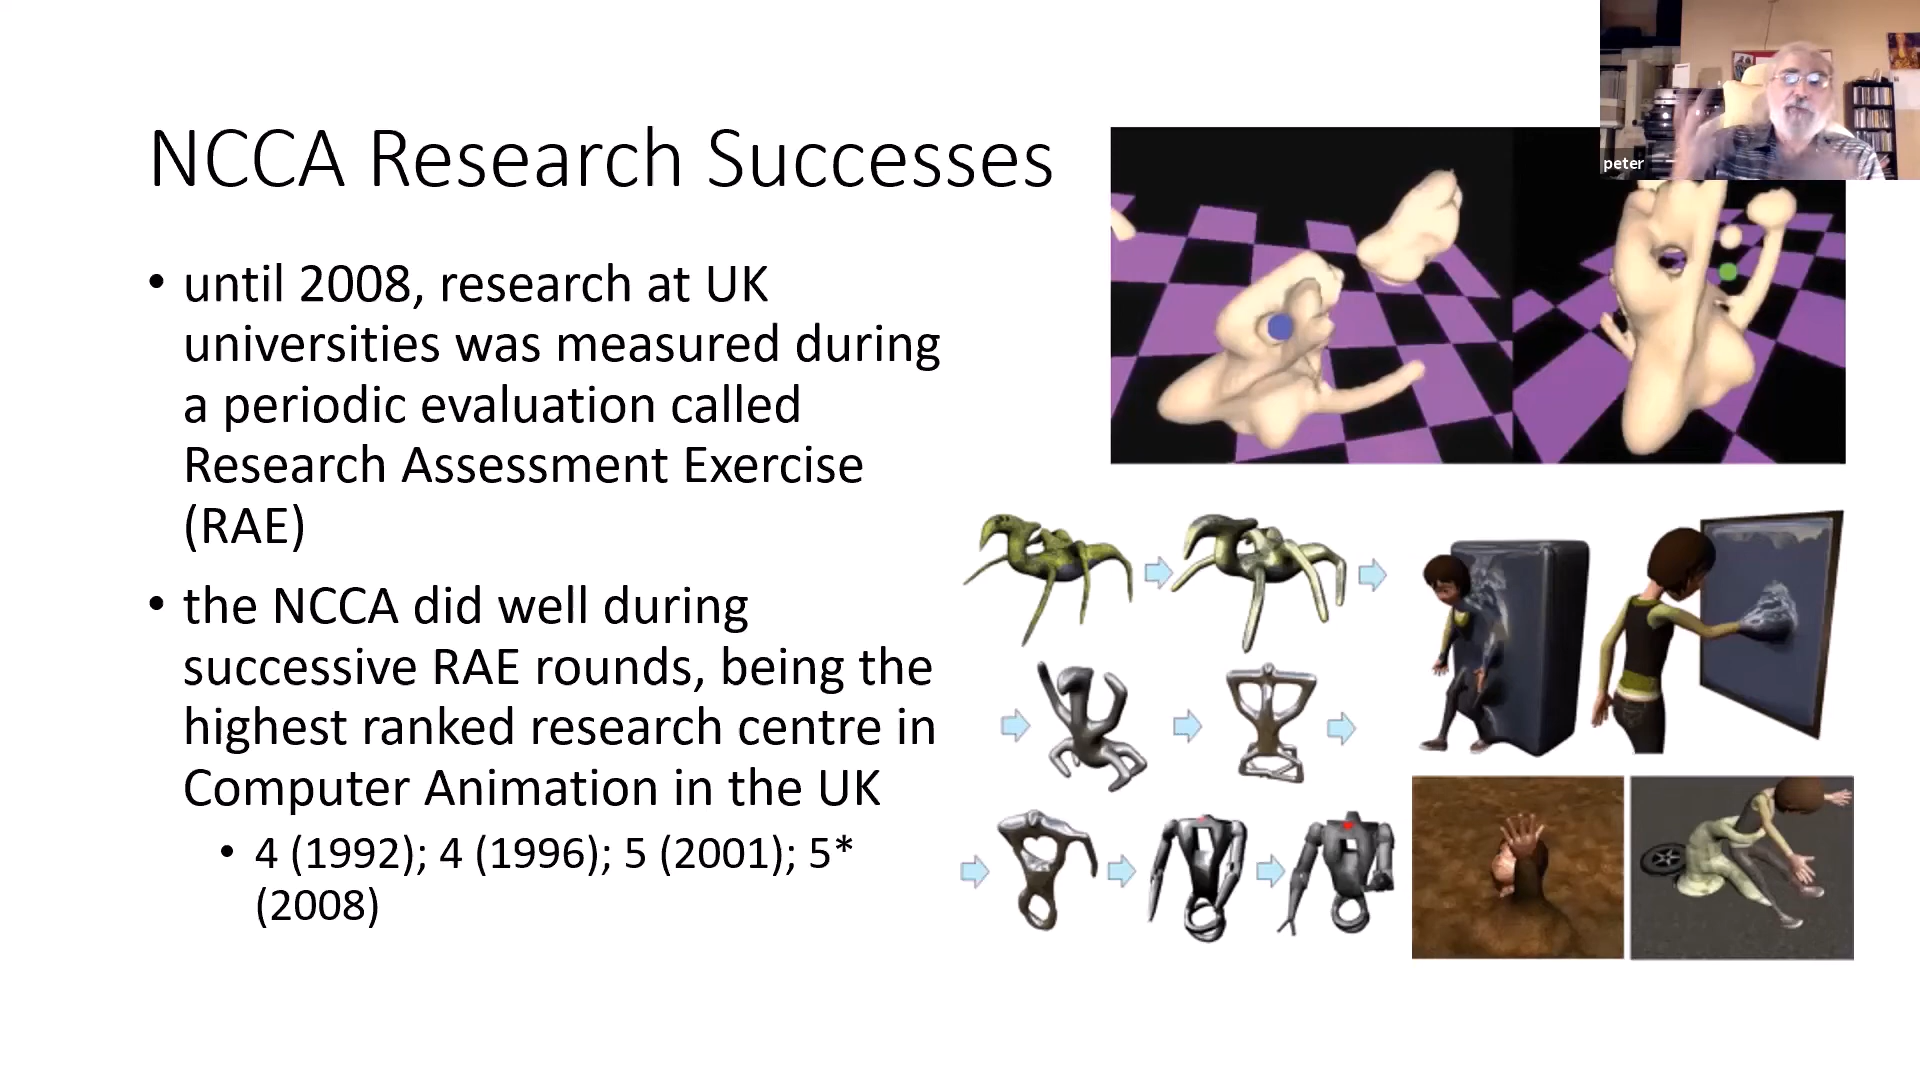 NCCA Research Successes
• until 2008, research at UK
universities was measured during
a periodic evaluation called
Research Assessment Exercise
(RAE)
• the NCCA did well during
successive RAE rounds, being the
highest ranked research centre in
Computer Animation in the UK
• 4 (1992); 4 (1996); 5 (2001); 5*
(2008)
peter